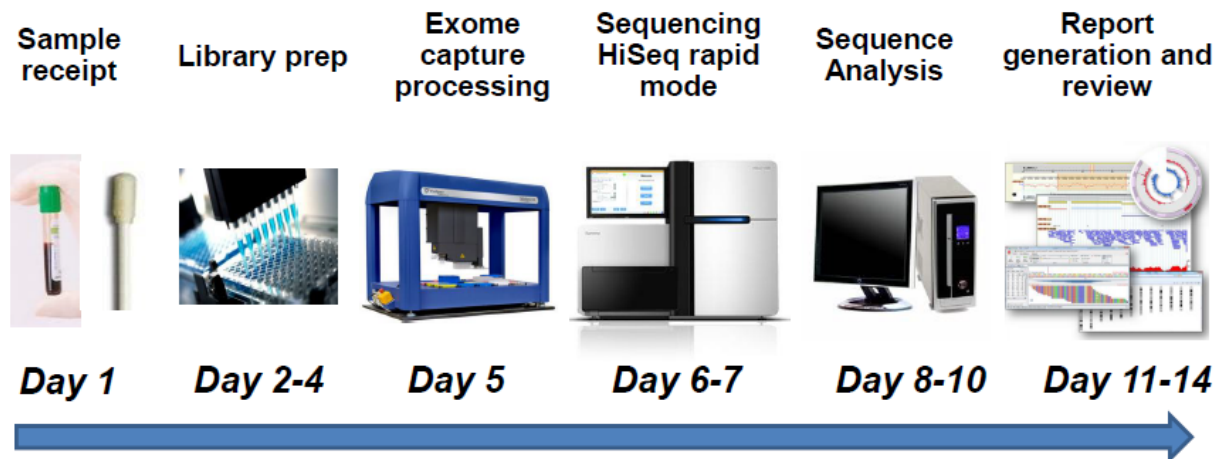 Sample
receipt
Library prep
Exome
capture
processing
Sequencing
HiSeq rapid
mode
Sequence
Analysis
Report
generation and
review
Day 1
Day 2-4
Day 5
Day 6-7
Day 8-10
Day 11-14